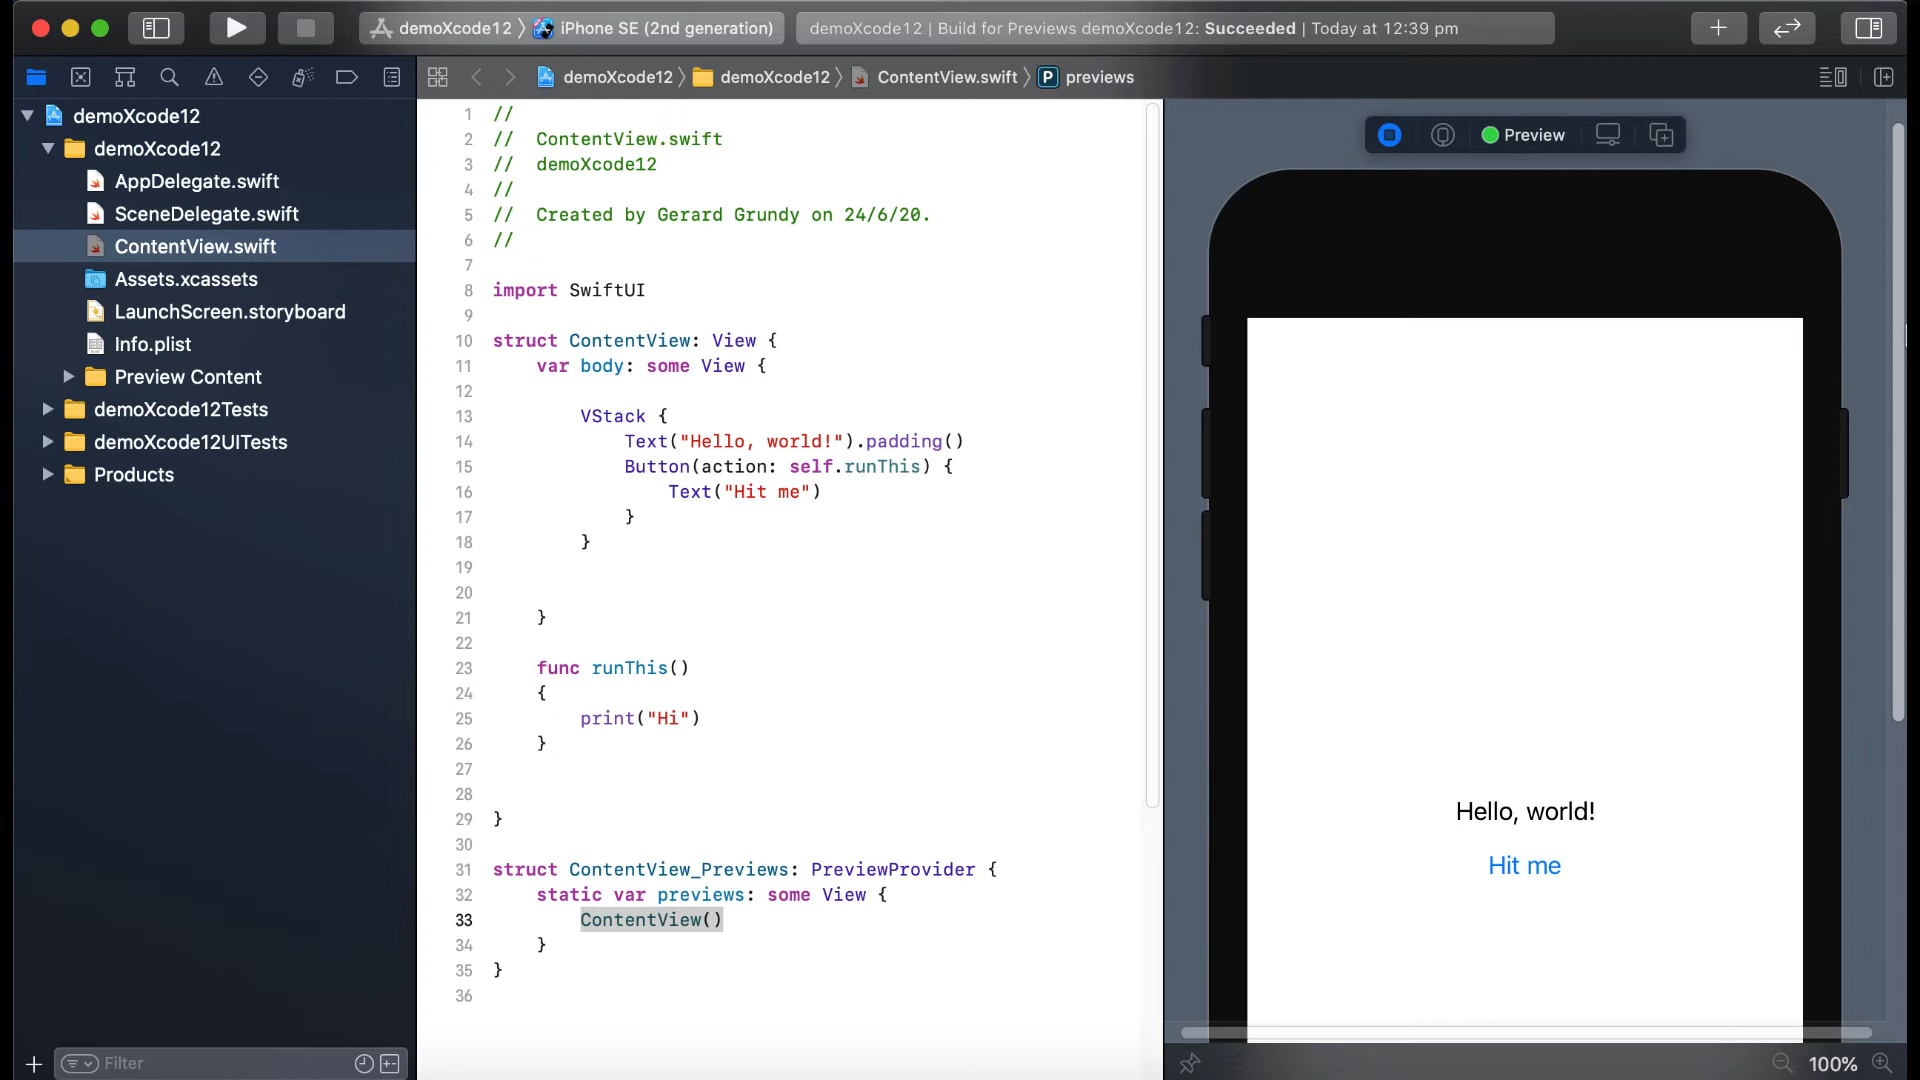 demoXcode12 iPhone SE (2nd generation) demoXcode12 | Build for Previews demoXcode12: Succeeded | Today at 12:39 pm
demoXcode12
demoXcode12
AppDelegate.swift
SceneDelegate.swift
ContentView.swift
Assets.xcassets
LaunchScreen.storyboard
Info.plist
Preview Content
demoXcode12Tests
demoXcode12UITests
Products
Filter
demoXcode12 demoXcode12 ContentView.swift P previews
1 //
2 //  ContentView.swift
3 //  demoXcode12
4 //
5 //  Created by Gerard Grundy on 24/6/20.
6 //
7
8 import SwiftUI
9
10 struct ContentView: View {
11     var body: some View {
12
13         VStack {
14             Text("Hello, world!").padding()
15             Button(action: self.runThis) {
16                 Text("Hit me")
17             }
18         }
19
20
21     }
22
23     func runThis()
24     {
25         print("Hi")
26     }
27
28
29 }
30
31 struct ContentView_Previews: PreviewProvider {
32     static var previews: some View {
33         ContentView()
34     }
35 }
36
Preview
Hello, world!
Hit me
100%